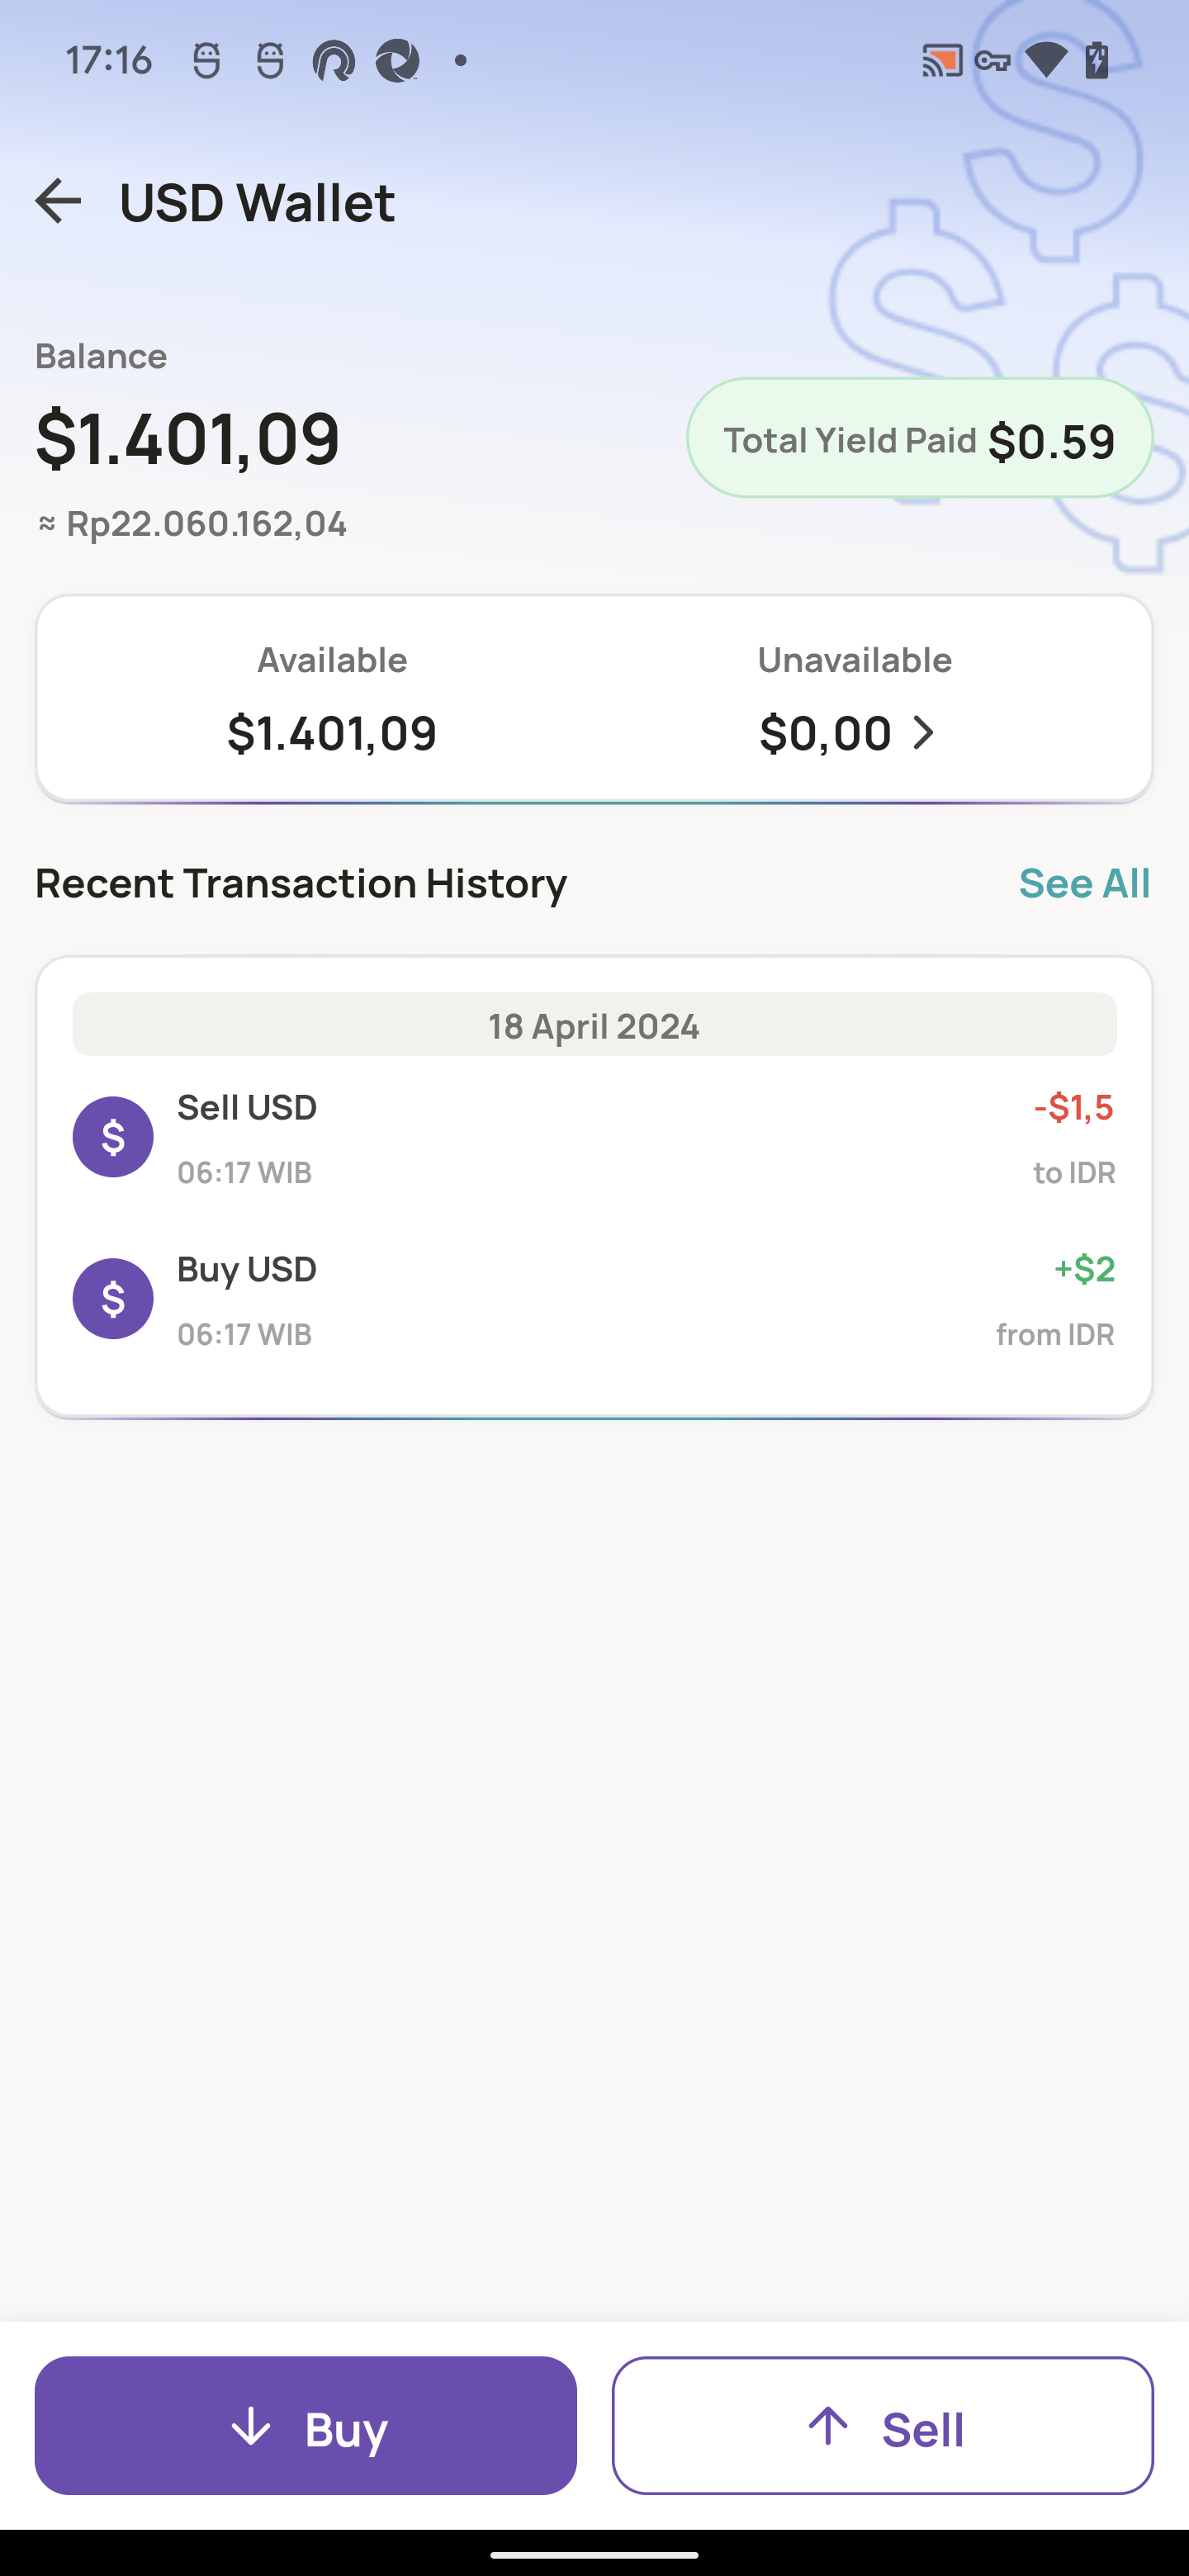 17:16
USD Wallet
Balance
$1.401,09
Total Yield Paid $0.59
≈ Rp22.060.162,04
Available
Unavailable
$1.401,09
$0,00
Recent Transaction History
See All
18 April 2024
Sell USD
-$1,5
06:17 WIB
to IDR
Buy USD
+$2
06:17 WIB
from IDR
Buy
Sell